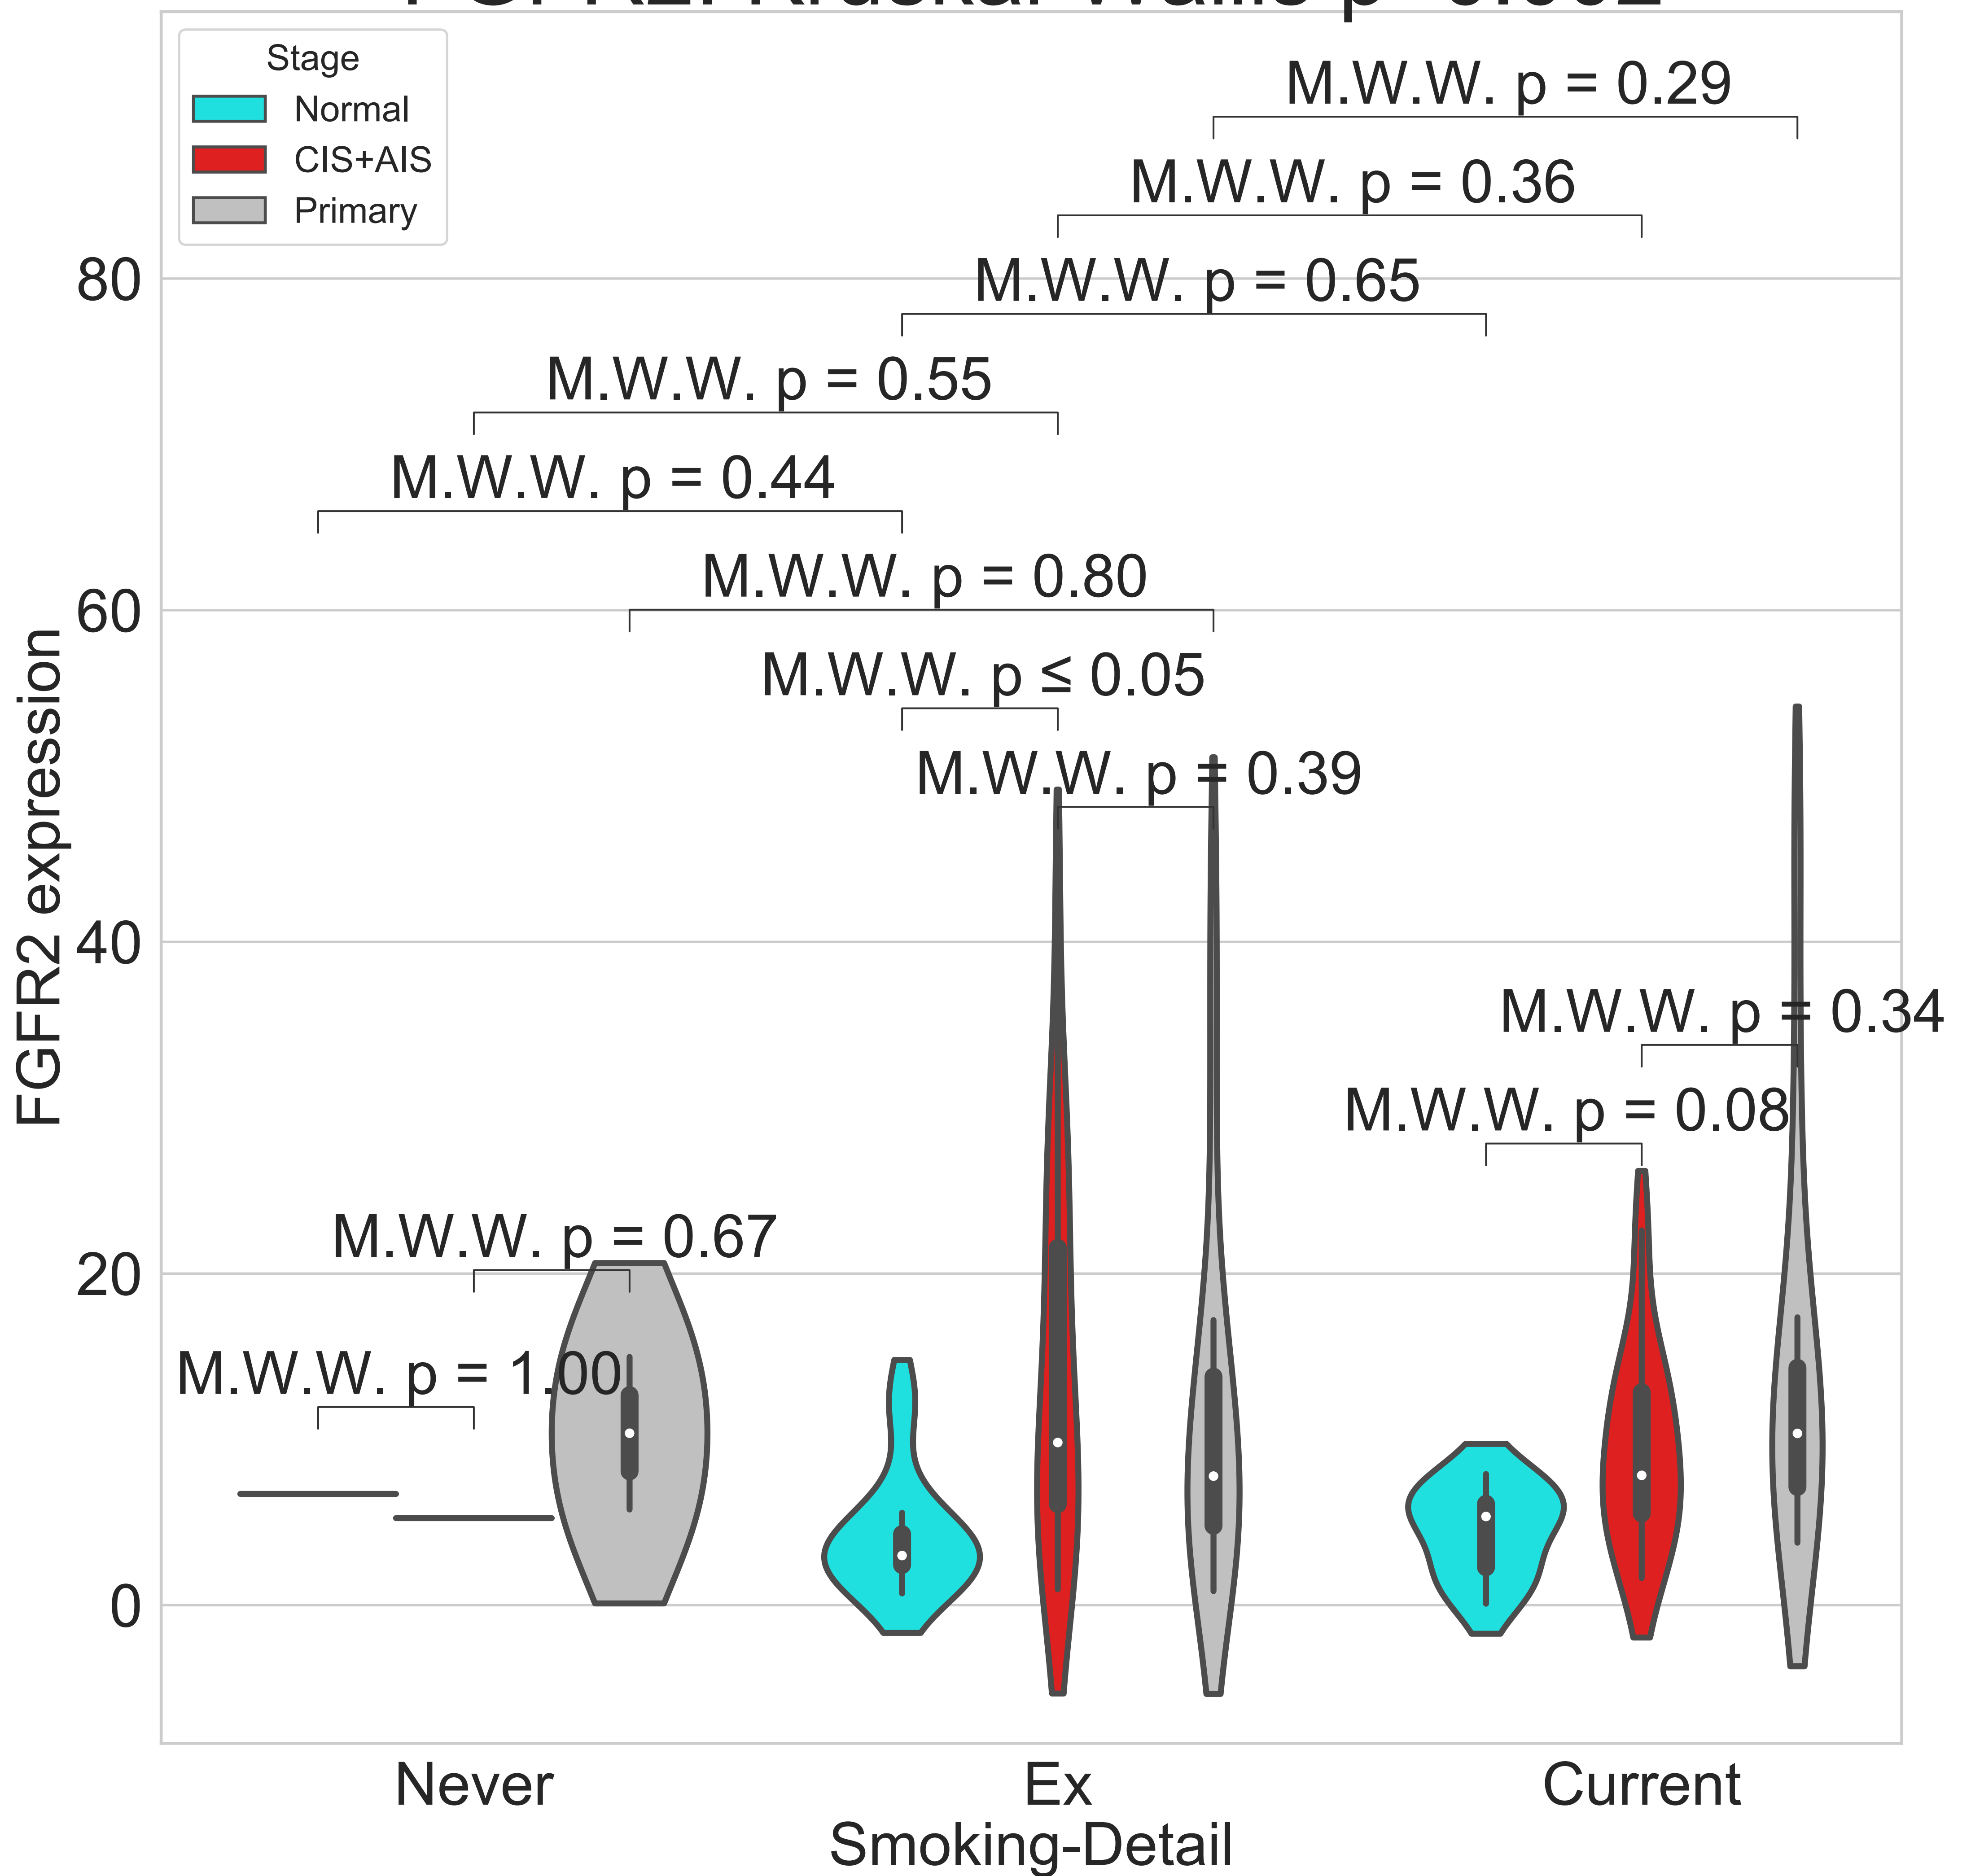 Stage
Normal
CIS+AIS
Primary
M.W.W. p = 0.29
M.W.W. p = 0.36
M.W.W. p = 0.65
M.W.W. p = 0.55
M.W.W. p = 0.44
M.W.W. p = 0.80
M.W.W. p ≤ 0.05
M.W.W. p = 0.39
M.W.W. p = 0.34
M.W.W. p = 0.08
M.W.W. p = 0.67
M.W.W. p = 1.00
80
60
40
20
0
FGFR2 expression
Never
Ex
Current
Smoking-Detail